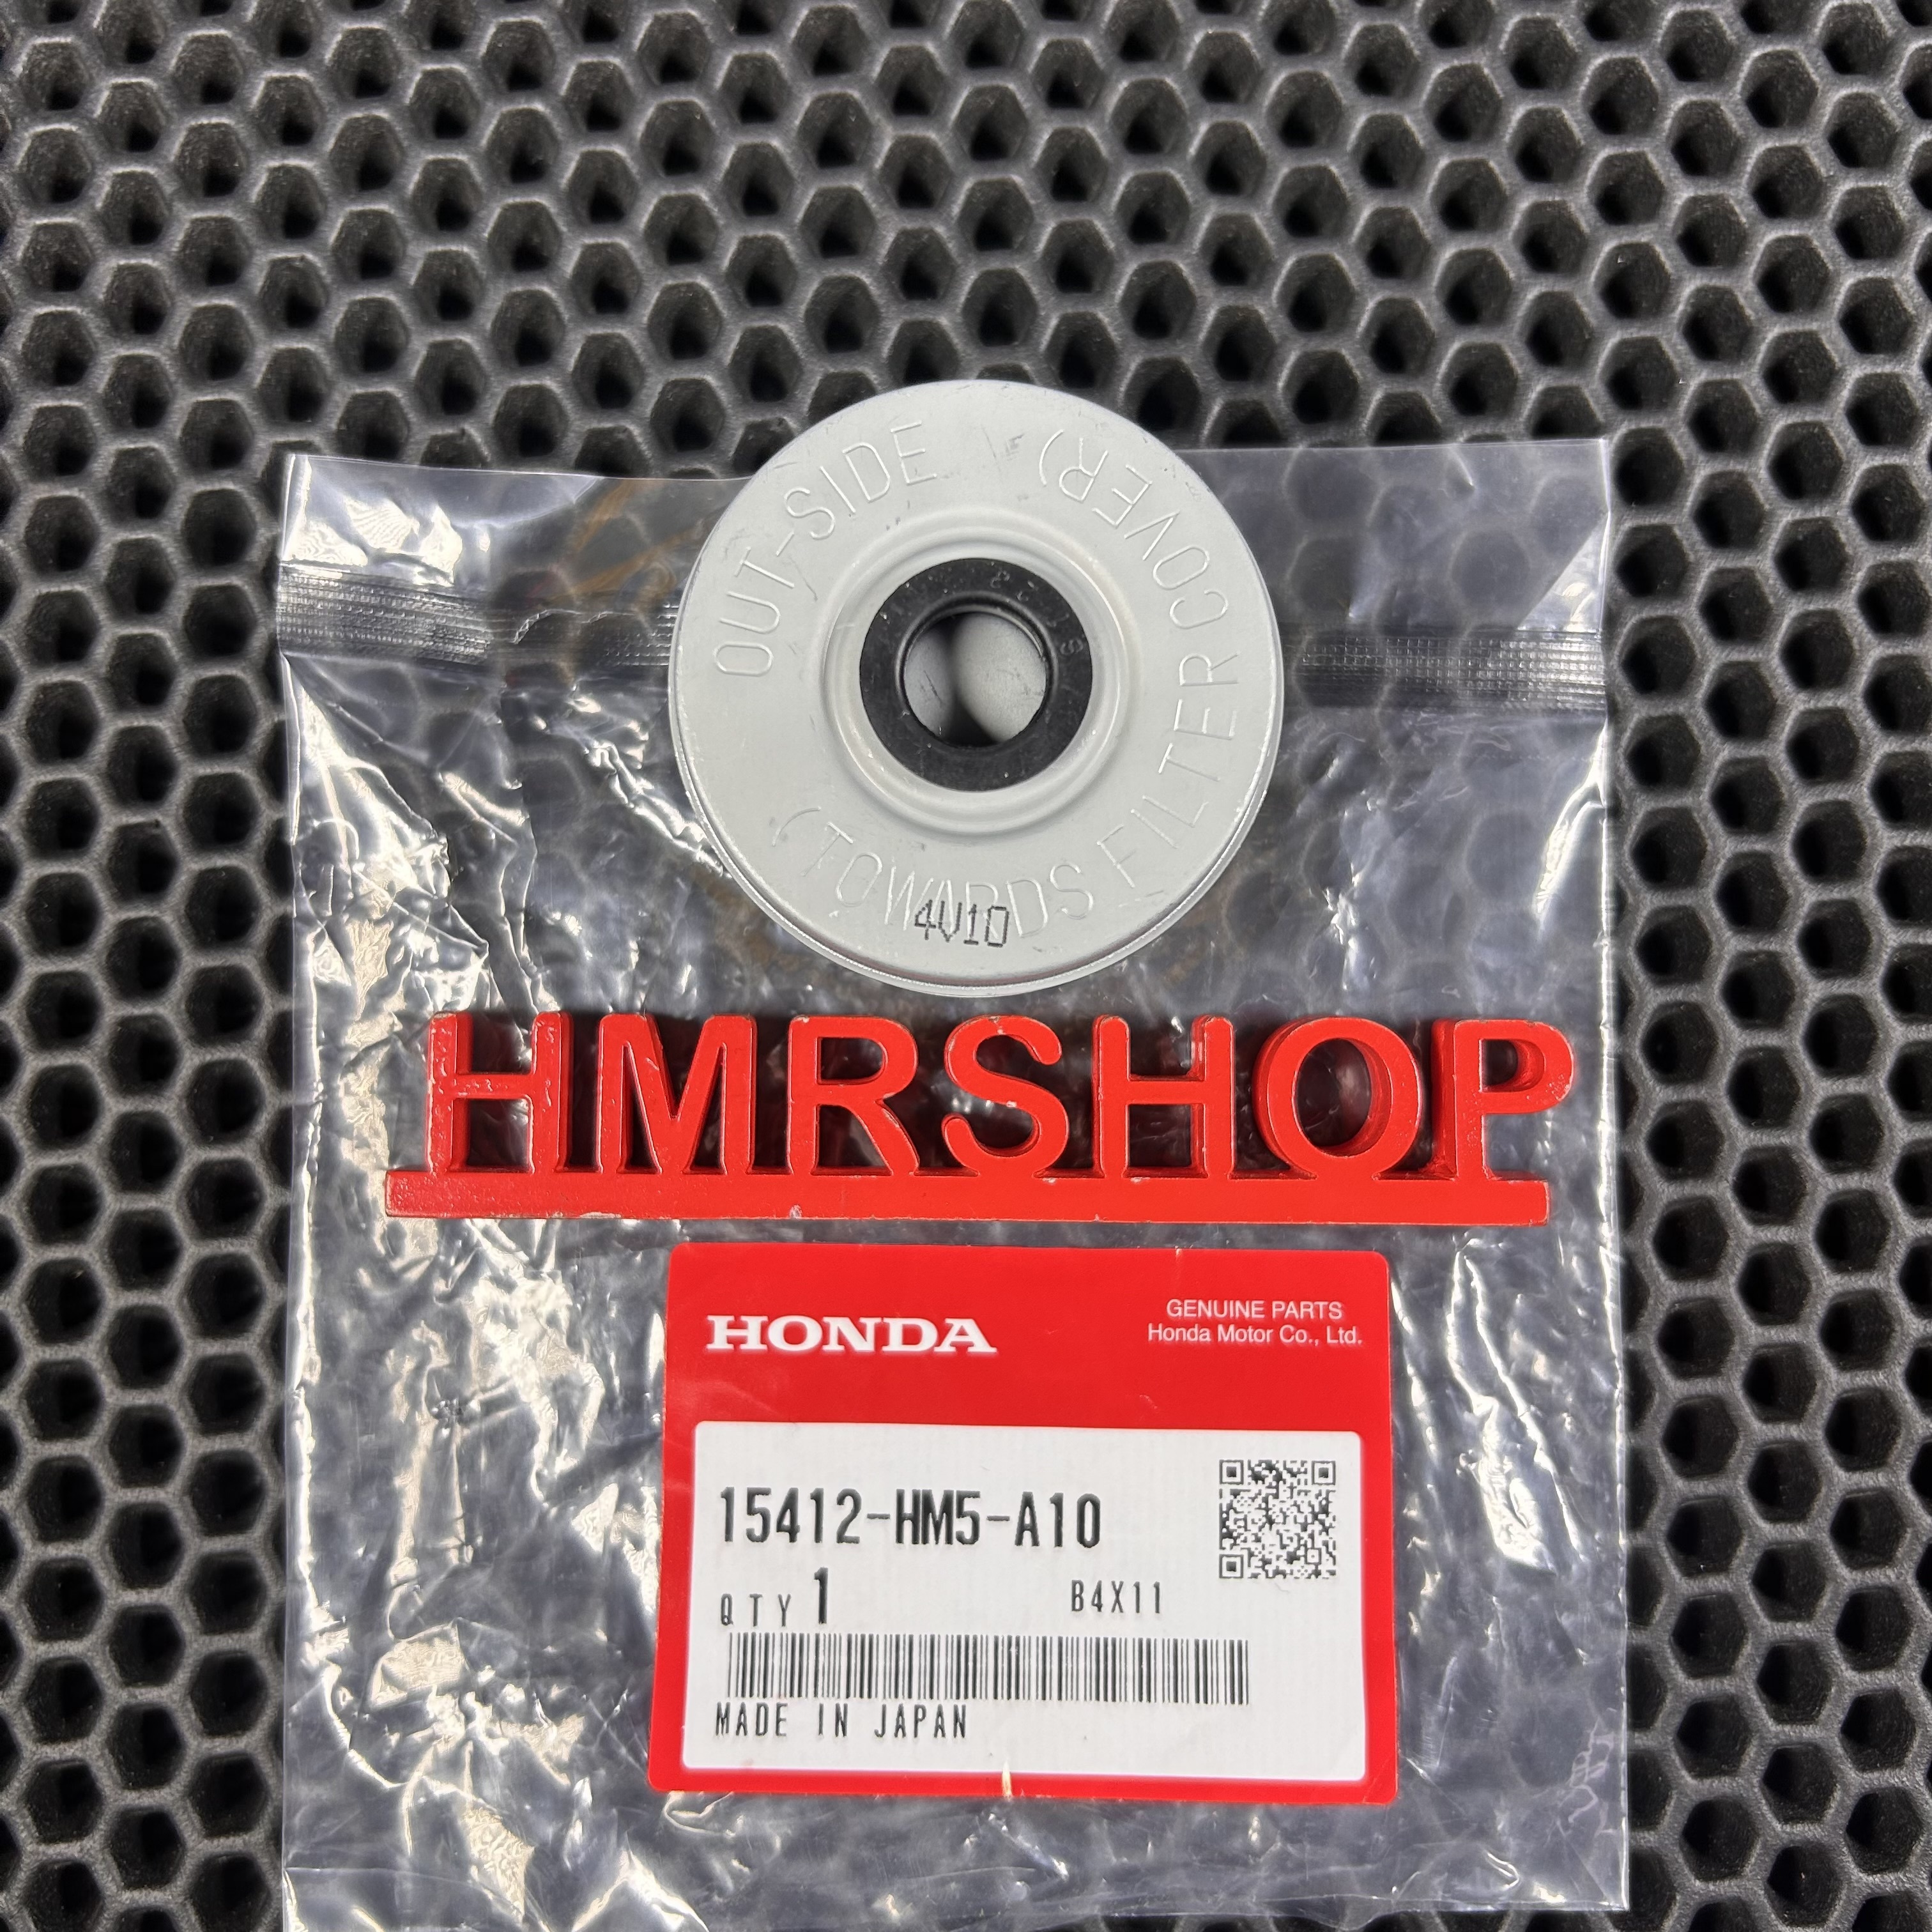 OUT-SIDE
(TOWARDS FILTER COVER)
4V10
HMRSHOP
HONDA
GENUINE PARTS
Honda Motor Co., Ltd.
15412-HM5-A10
QTY 1
B4X11
MADE IN JAPAN